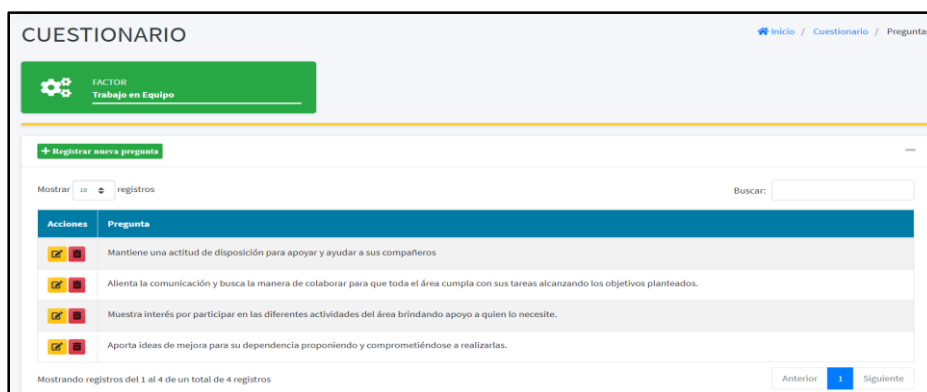 CUESTIONARIO
Inicio / Cuestionario / Pregunta
FACTOR
Trabajo en Equipo
+ Registrar nueva pregunta
Mostrar 10 registros
Buscar:
Acciones Pregunta
Mantiene una actitud de disposición para apoyar y ayudar a sus compañeros
Alienta la comunicación y busca la manera de colaborar para que toda el área cumpla con sus tareas alcanzando los objetivos planteados.
Muestra interés por participar en las diferentes actividades del área brindando apoyo a quien lo necesite.
Aporta ideas de mejora para su dependencia proponiendo y comprometiéndose a realizarlas.
Mostrando registros del 1 al 4 de un total de 4 registros
Anterior 1 Siguiente